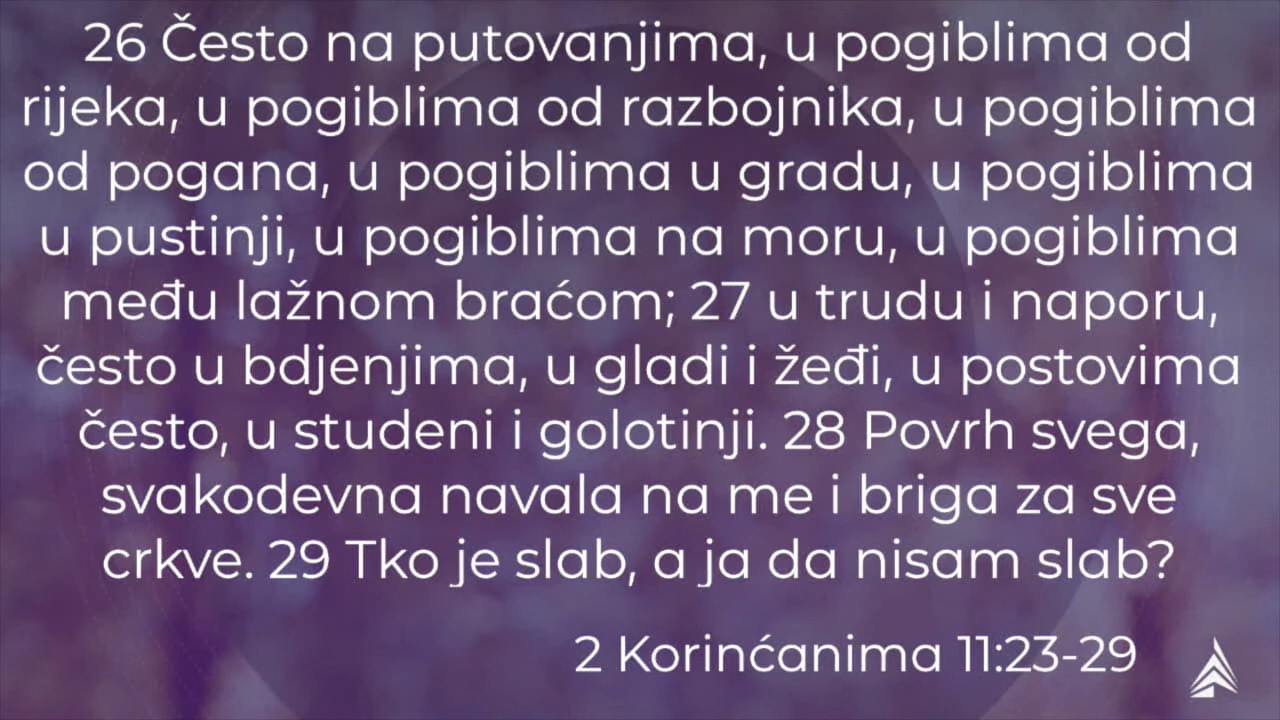 26 Često na putovanjima, u pogiblima od
rijeka, u pogiblima od razbojnika, u pogiblima
od pogana, u pogiblima u gradu, u pogiblima
u pustinji, u pogiblima na moru, u pogiblima
među lažnom braćom; 27 u trudu i naporu,
često u bdjenjima, u gladi i žeđi, u postovima
često, u studeni i golotinji. 28 Povrh svega,
svakodevna navala na me i briga za sve
crkve. 29 Tko je slab, a ja da nisam slab?
2 Korinćanima 11:23-29